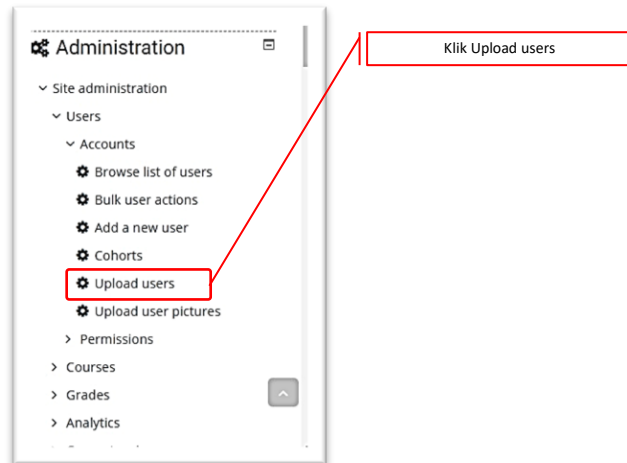 Administration
Klik Upload users
Site administration
Users
Accounts
Browse list of users
Bulk user actions
Add a new user
Cohorts
Upload users
Upload user pictures
Permissions
Courses
Grades
Analytics